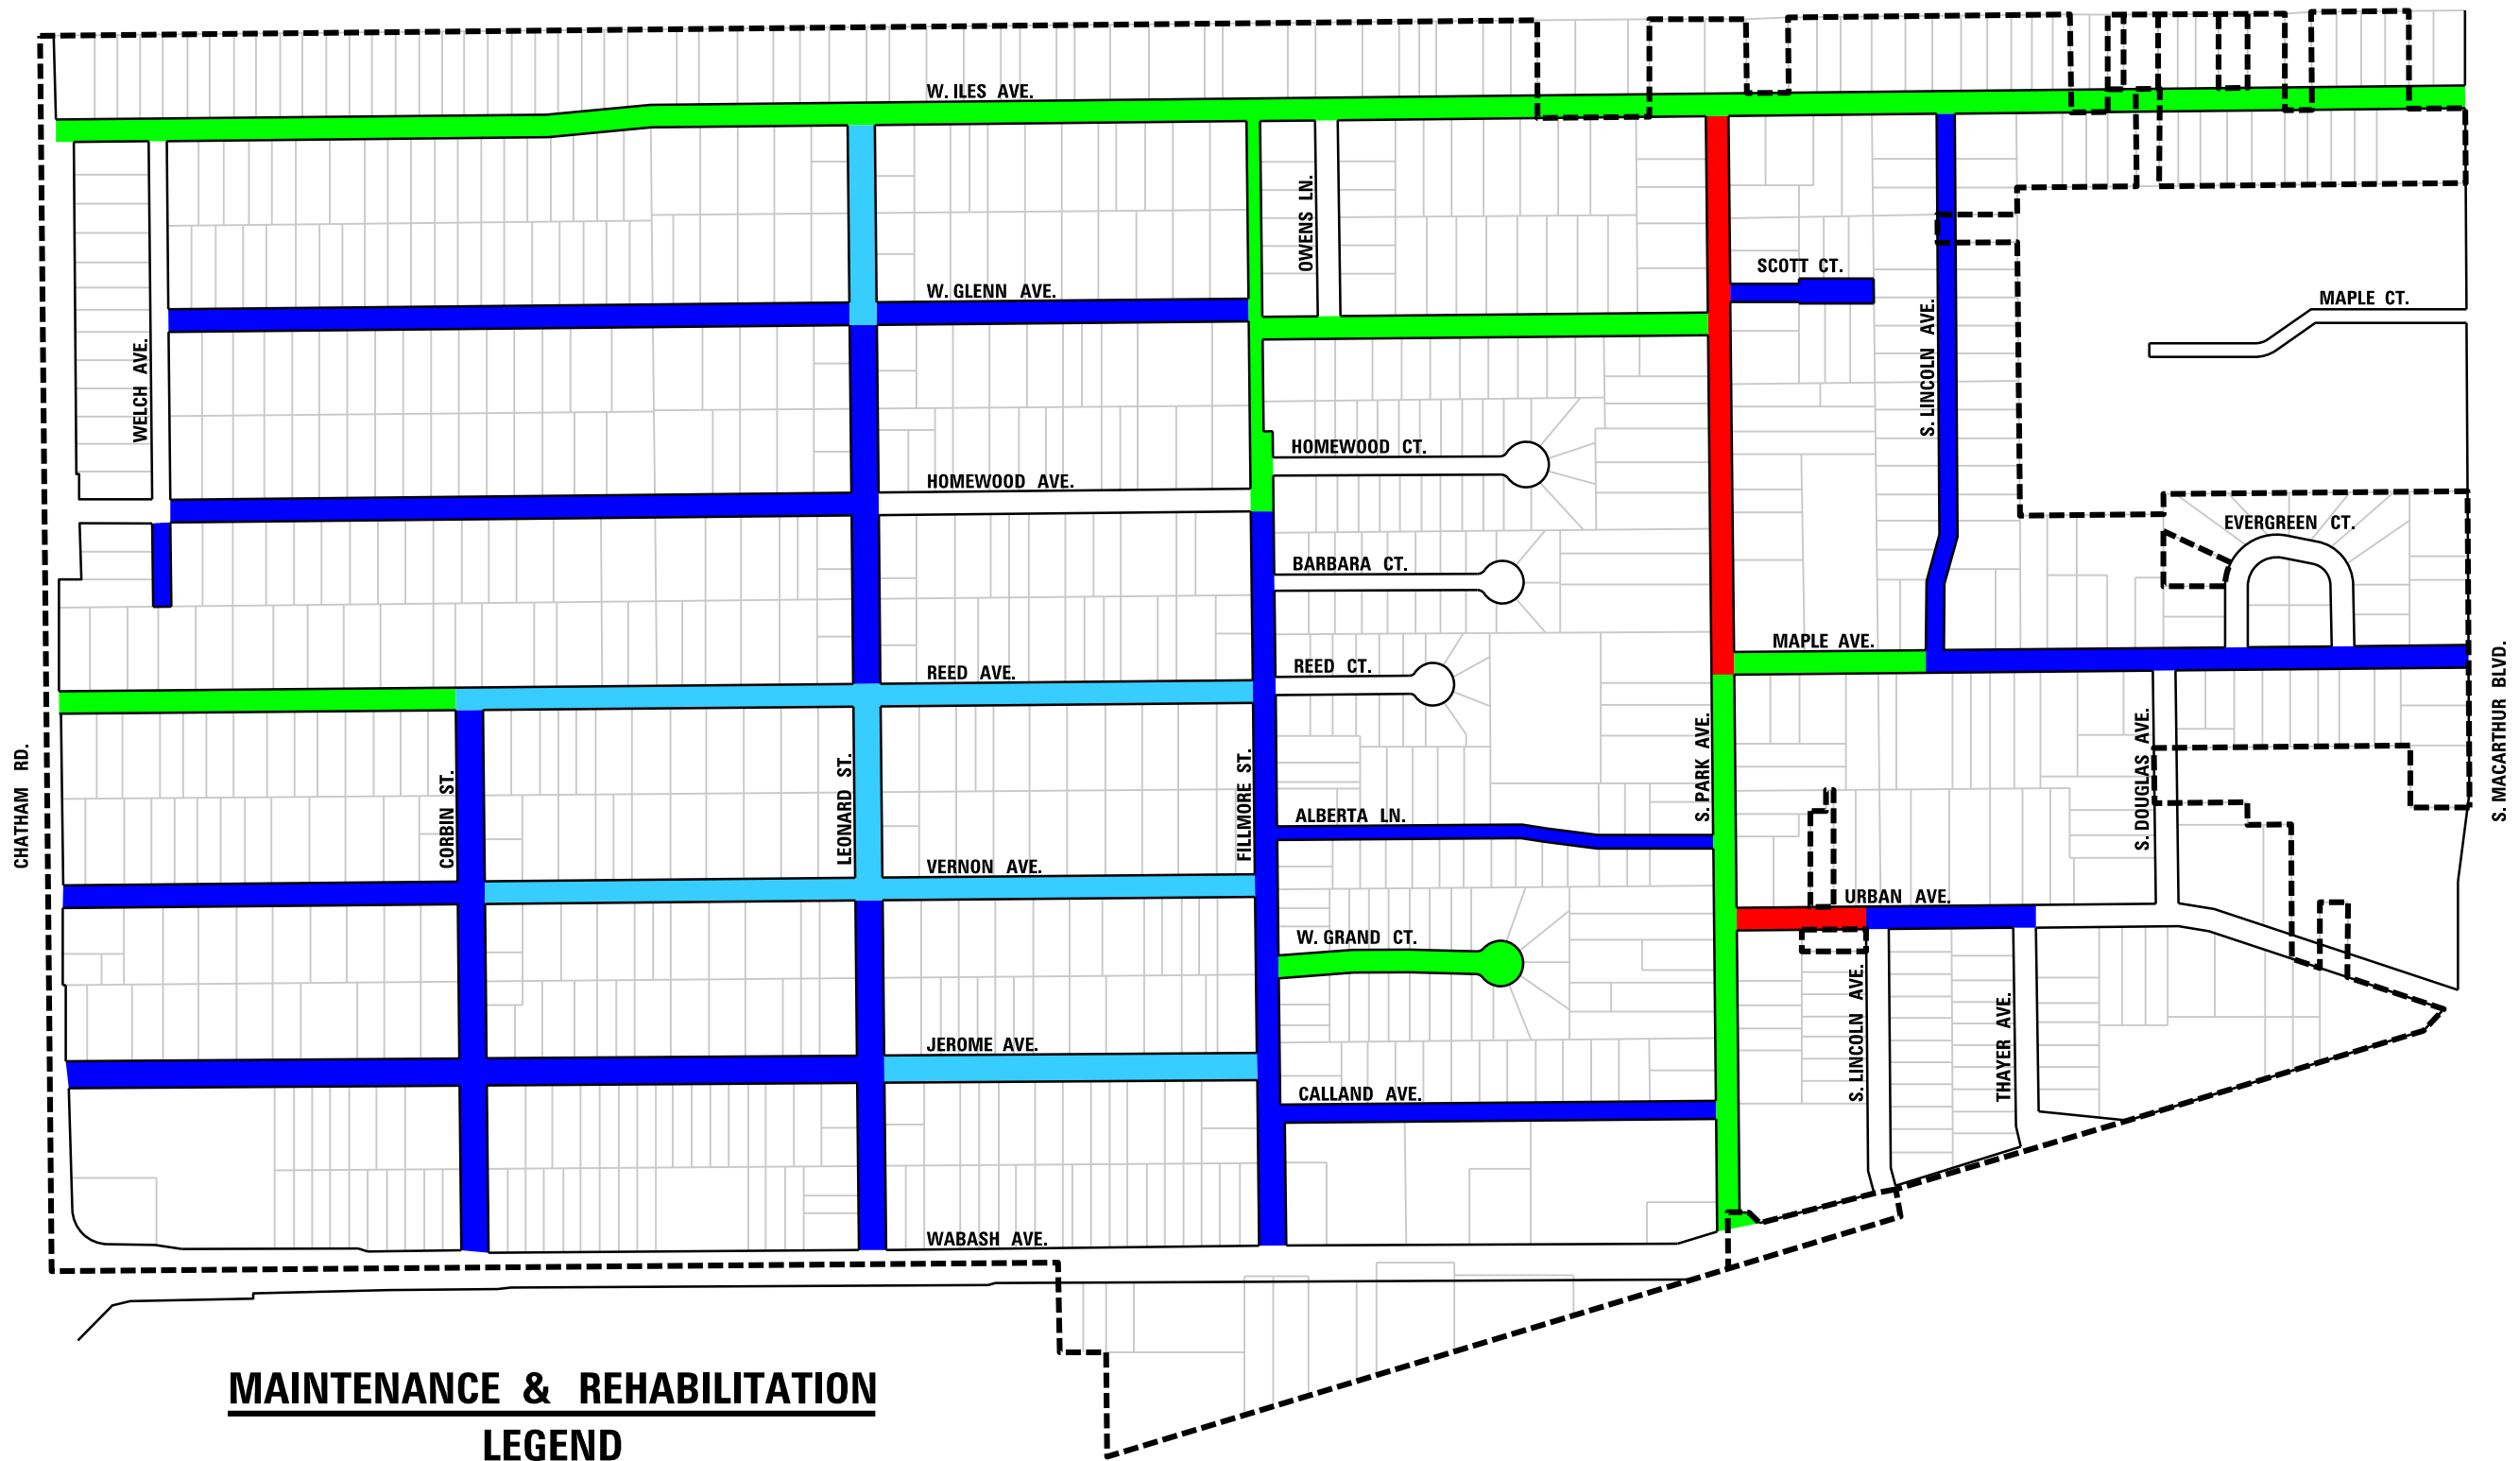 W. ILES AVE.
OWENS LN.
W. GLENN AVE.
SCOTT CT.
MAPLE CT.
S. LINCOLN AVE.
WELCH AVE.
HOMEWOOD CT.
HOMEWOOD AVE.
EVERGREEN CT.
BARBARA CT.
MAPLE AVE.
REED CT.
REED AVE.
S. MACARTHUR BLVD.
CHATHAM RD.
CORBIN ST.
LEONARD ST.
FILLMORE ST.
S. PARK AVE.
S. DOUGLAS AVE.
ALBERTA LN.
VERNON AVE.
URBAN AVE.
W. GRAND CT.
JEROME AVE.
S. LINCOLN AVE.
THAYER AVE.
CALLAND AVE.
WABASH AVE.
MAINTENANCE & REHABILITATION
LEGEND